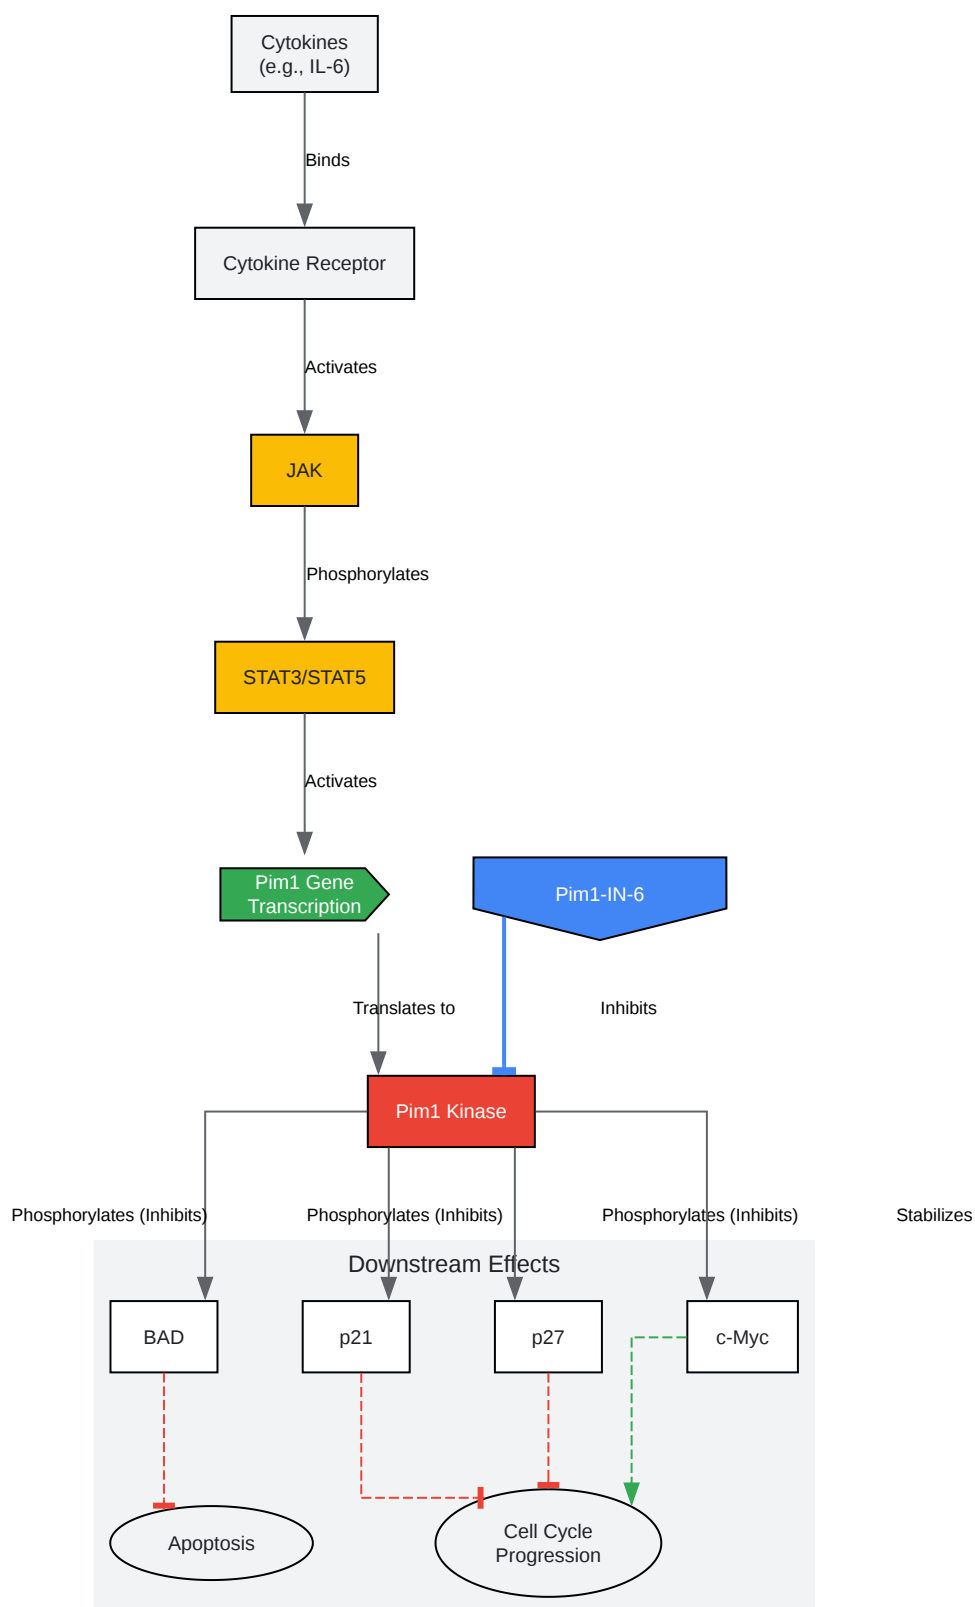 Cytokines
(e.g., IL-6)
Binds
Cytokine Receptor
Activates
JAK
Phosphorylates
STAT3/STAT5
Activates
Pim1 Gene
Transcription
Pim1-IN-6
Translates to
Inhibits
Pim1 Kinase
Phosphorylates (Inhibits)
Phosphorylates (Inhibits)
Phosphorylates (Inhibits)
Stabilizes
Downstream Effects
BAD
p21
p27
c-Myc
Apoptosis
Cell Cycle
Progression